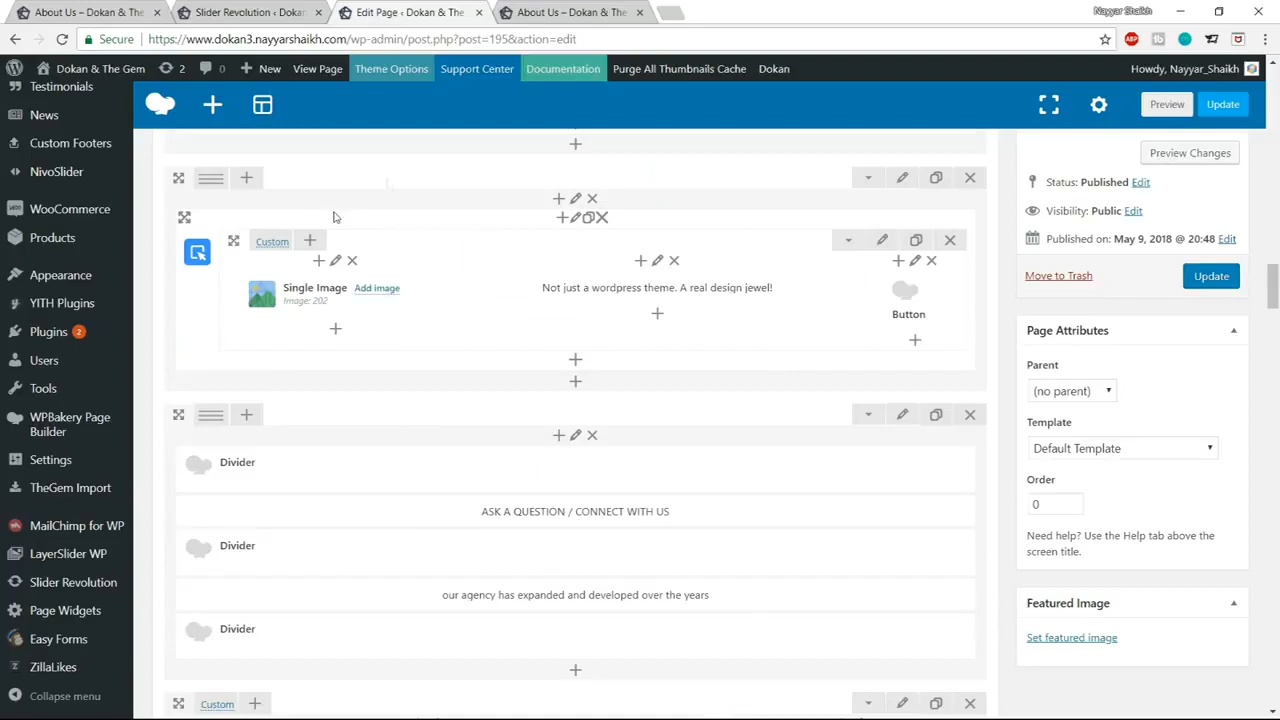 About Us – Dokan & The
Slider Revolution ‹ Dokan
Edit Page ‹ Dokan & The
About Us – Dokan & The
Nayyar Shaikh
Secure
https://www.dokan3.nayyarshaikh.com/wp-admin/post.php?post=195&action=edit
ABP
Dokan & The Gem
2
0
New
View Page
Theme Options
Support Center
Documentation
Purge All Thumbnails Cache
Dokan
Howdy, Nayyar_Shaikh
Testimonials
News
Custom Footers
NivoSlider
WooCommerce
Products
Appearance
YITH Plugins
Plugins 2
Users
Tools
WPBakery Page
Builder
Settings
TheGem Import
MailChimp for WP
LayerSlider WP
Slider Revolution
Page Widgets
Easy Forms
ZillaLikes
Collapse menu
Preview
Update
Custom
Single Image Add image
Image: 202
Not just a wordpress theme. A real design jewel!
Button
Divider
ASK A QUESTION / CONNECT WITH US
Divider
our agency has expanded and developed over the years
Divider
Custom
Preview Changes
Status: Published Edit
Visibility: Public Edit
Published on: May 9, 2018 @ 20:48 Edit
Move to Trash
Update
Page Attributes
Parent
(no parent)
Template
Default Template
Order
0
Need help? Use the Help tab above the
screen title.
Featured Image
Set featured image